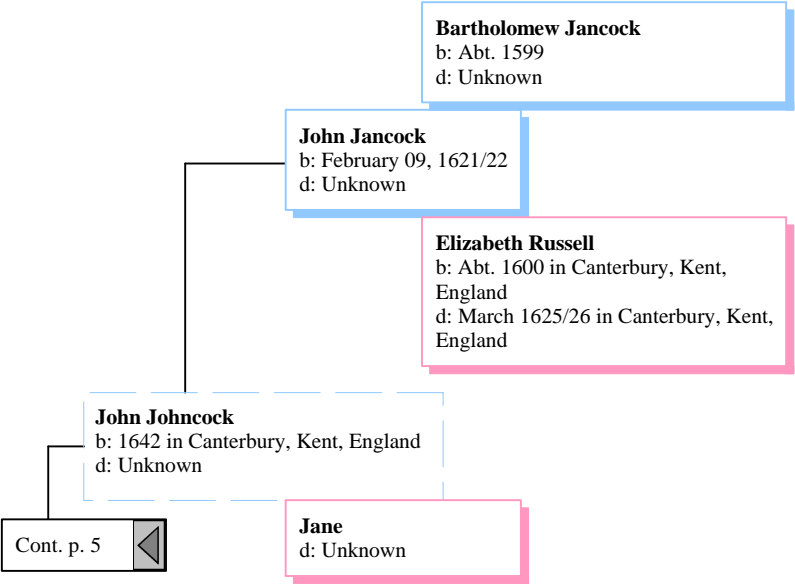 Bartholomew Jancock
b: Abt. 1599
d: Unknown
John Jancock
b: February 09, 1621/22
d: Unknown
Elizabeth Russell
b: Abt. 1600 in Canterbury, Kent,
England
d: March 1625/26 in Canterbury, Kent,
England
John Johncock
b: 1642 in Canterbury, Kent, England
d: Unknown
Jane
d: Unknown
Cont. p. 5